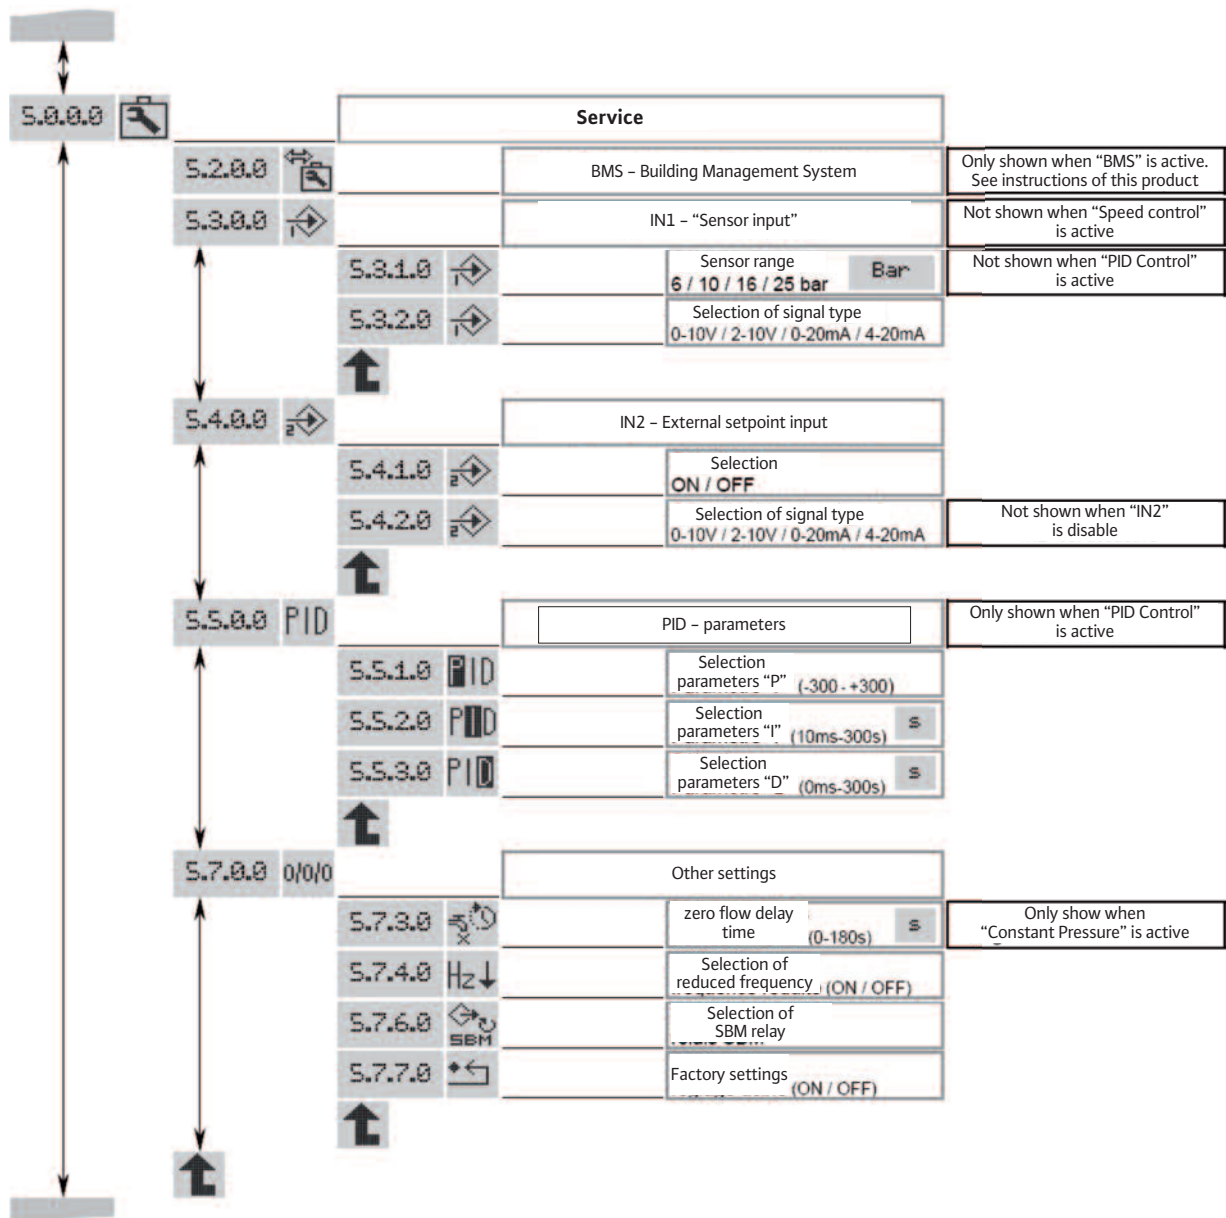 5.0.0.0
Service
5.2.0.0
BMS – Building Management System
Only shown when “BMS” is active.
See instructions of this product
5.3.0.0
1
IN1 – “Sensor input”
Not shown when “Speed control”
is active
5.3.1.0
1
Sensor range
6 / 10 / 16 / 25 bar
Bar
Not shown when “PID Control”
is active
5.3.2.0
1
Selection of signal type
0-10V / 2-10V / 0-20mA / 4-20mA
5.4.0.0
2
IN2 – External setpoint input
5.4.1.0
2
Selection
ON / OFF
5.4.2.0
2
Selection of signal type
0-10V / 2-10V / 0-20mA / 4-20mA
Not shown when “IN2”
is disable
5.5.0.0 PID
PID – parameters
Only shown when “PID Control”
is active
5.5.1.0 PID
Selection
parameters “P” (-300 - +300)
5.5.2.0 PID
Selection
parameters “I” (10ms-300s)
s
5.5.3.0 PID
Selection
parameters “D” (0ms-300s)
s
5.7.0.0 0/0/0
Other settings
5.7.3.0
zero flow delay
time (0-180s)
s
Only show when
“Constant Pressure” is active
5.7.4.0 Hz
Selection of
reduced frequency (ON / OFF)
5.7.6.0 SBM
Selection of
SBM relay
5.7.7.0
Factory settings
(ON / OFF)